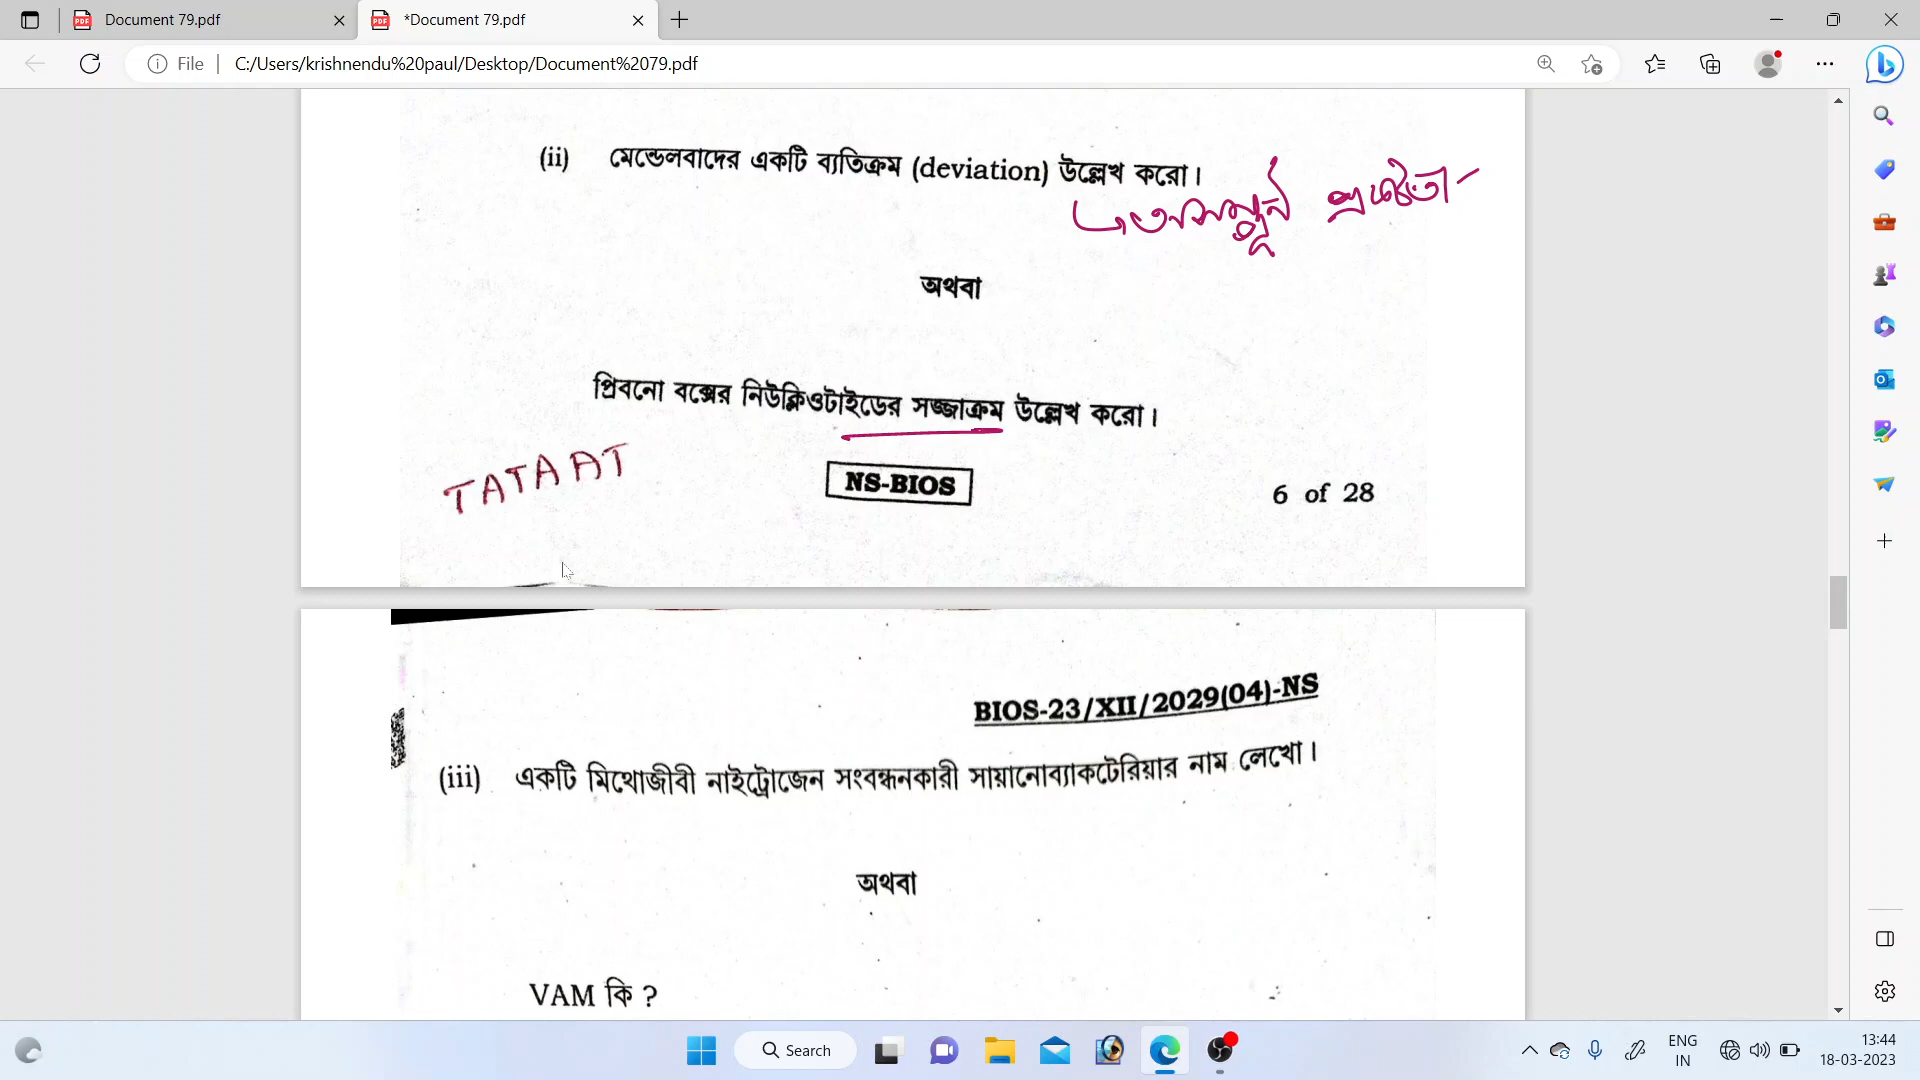 Document 79.pdf
*Document 79.pdf
File
C:/Users/krishnendu%20paul/Desktop/Document%2079.pdf
(ii) মেন্ডেলবাদের একটি ব্যতিক্রম (deviation) উল্লেখ করো।
অসম্পূর্ন প্রকটতা
অথবা
প্রিবনো বক্সের নিউক্লিওটাইডের সজ্জাক্রম উল্লেখ করো।
TATAAT
NS-BIOS
6 of 28
BIOS-23/XII/2029(04)-NS
(iii) একটি মিথোজীবী নাইট্রোজেন সংবন্ধনকারী সায়ানোব্যাকটেরিয়ার নাম লেখো।
অথবা
VAM কি ?
Search
ENG
IN
13:44
18-03-2023